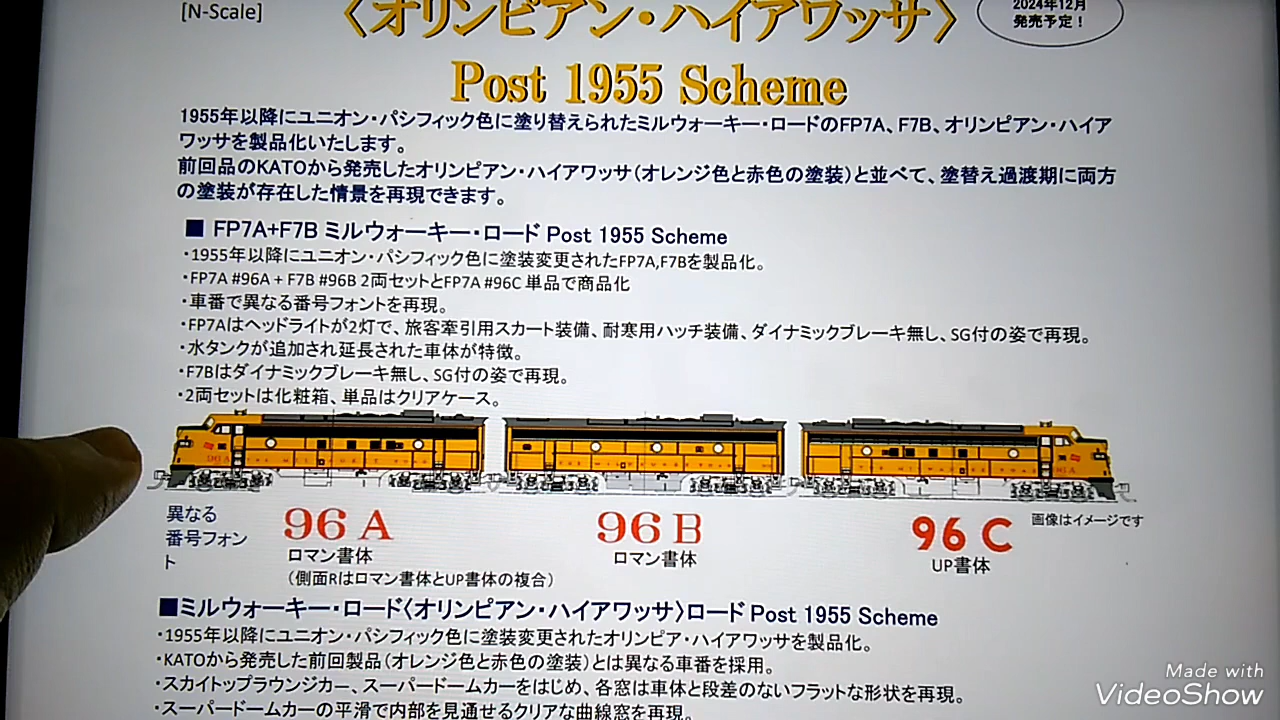 [N-Scale]
〈オリンピアン・ハイアワッサ〉
2024年12月
発売予定！
Post 1955 Scheme
1955年以降にユニオン・パシフィック色に塗り替えられたミルウォーキー・ロードのFP7A、F7B、オリンピアン・ハイア
ワッサを製品化いたします。
前回品のKATOから発売したオリンピアン・ハイアワッサ（オレンジ色と赤色の塗装）と並べて、塗替え過渡期に両方
の塗装が存在した情景を再現できます。
■ FP7A+F7B ミルウォーキー・ロード Post 1955 Scheme
・1955年以降にユニオン・パシフィック色に塗装変更されたFP7A,F7Bを製品化。
・FP7A #96A + F7B #96B 2両セットとFP7A #96C 単品で商品化
・車番で異なる番号フォントを再現。
・FP7Aはヘッドライトが2灯で、旅客牽引用スカート装備、耐寒用ハッチ装備、ダイナミックブレーキ無し、SG付の姿で再現。
・水タンクが追加され延長された車体が特徴。
・F7Bはダイナミックブレーキ無し、SG付の姿で再現。
・2両セットは化粧箱、単品はクリアケース。
96A
96A
異なる
番号フォン
ト
96 A
ロマン書体
（側面Rはロマン書体とUP書体の複合）
96 B
ロマン書体
96 C
UP書体
画像はイメージです
■ミルウォーキー・ロード〈オリンピアン・ハイアワッサ〉ロード Post 1955 Scheme
・1955年以降にユニオン・パシフィック色に塗装変更されたオリンピア・ハイアワッサを製品化。
・KATOから発売した前回製品（オレンジ色と赤色の塗装）とは異なる車番を採用。
・スカイトップラウンジカー、スーパードームカーをはじめ、各窓は車体と段差のないフラットな形状を再現。
・スーパードームカーの平滑で内部を見通せるクリアな曲線窓を再現。
Made with
VideoShow